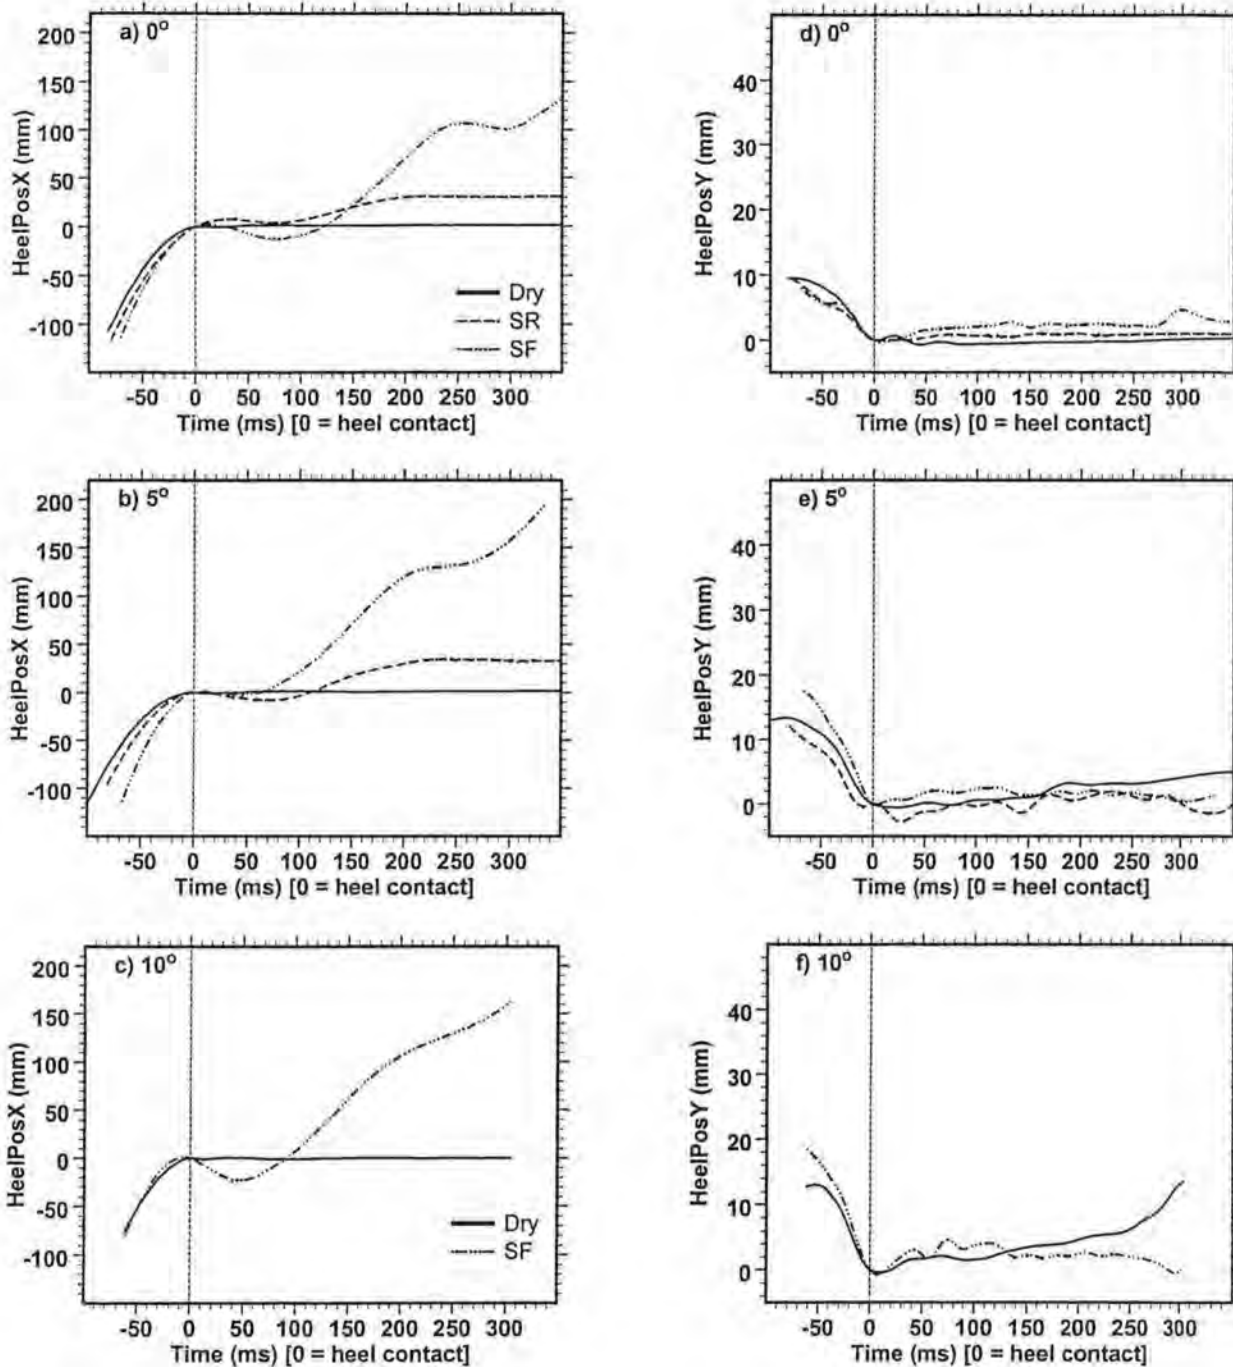 a) 0°
200
150
100
50
0
-50
-100
HeelPosX (mm)
Dry
SR
SF
-50 0 50 100 150 200 250 300
Time (ms) [0 = heel contact]
d) 0°
40
30
20
10
0
HeelPosY (mm)
-50 0 50 100 150 200 250 300
Time (ms) [0 = heel contact]
b) 5°
200
150
100
50
0
-50
-100
HeelPosX (mm)
-50 0 50 100 150 200 250 300
Time (ms) [0 = heel contact]
e) 5°
40
30
20
10
0
HeelPosY (mm)
-50 0 50 100 150 200 250 300
Time (ms) [0 = heel contact]
c) 10°
200
150
100
50
0
-50
-100
HeelPosX (mm)
Dry
SF
-50 0 50 100 150 200 250 300
Time (ms) [0 = heel contact]
f) 10°
40
30
20
10
0
HeelPosY (mm)
-50 0 50 100 150 200 250 300
Time (ms) [0 = heel contact]